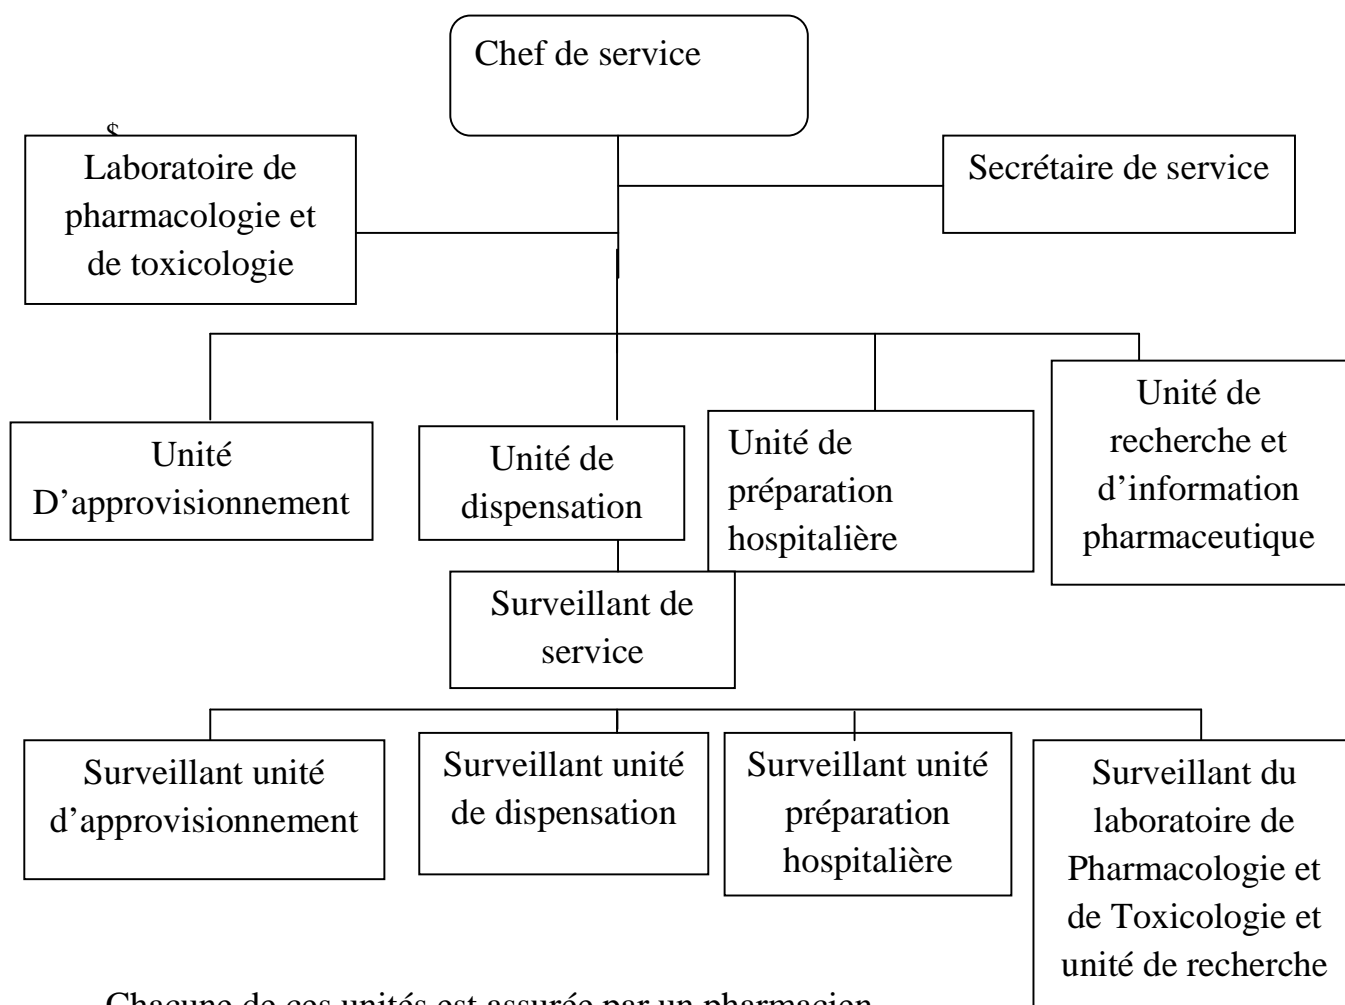 Chef de service
$
Laboratoire de
pharmacologie et
de toxicologie
Secrétaire de service
Unité
D’approvisionnement
Unité de
dispensation
Unité de
préparation
hospitalière
Unité de
recherche et
d’information
pharmaceutique
Surveillant de
service
Surveillant unité
d’approvisionnement
Surveillant unité
de dispensation
Surveillant unité
préparation
hospitalière
Surveillant du
laboratoire de
Pharmacologie et
de Toxicologie et
unité de recherche
Chacune de ces unités est assurée par un pharmacien